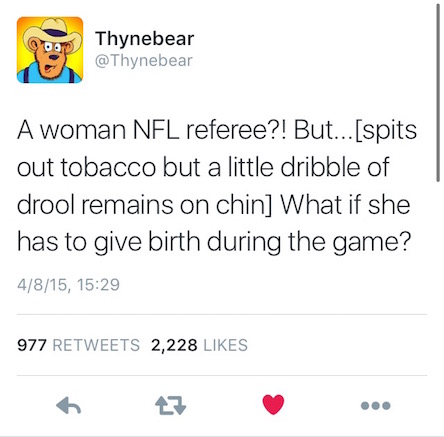 Thynebear
@Thynebear
A woman NFL referee?! But...[spits
out tobacco but a little dribble of
drool remains on chin] What if she
has to give birth during the game?
4/8/15, 15:29
977 RETWEETS 2,228 LIKES